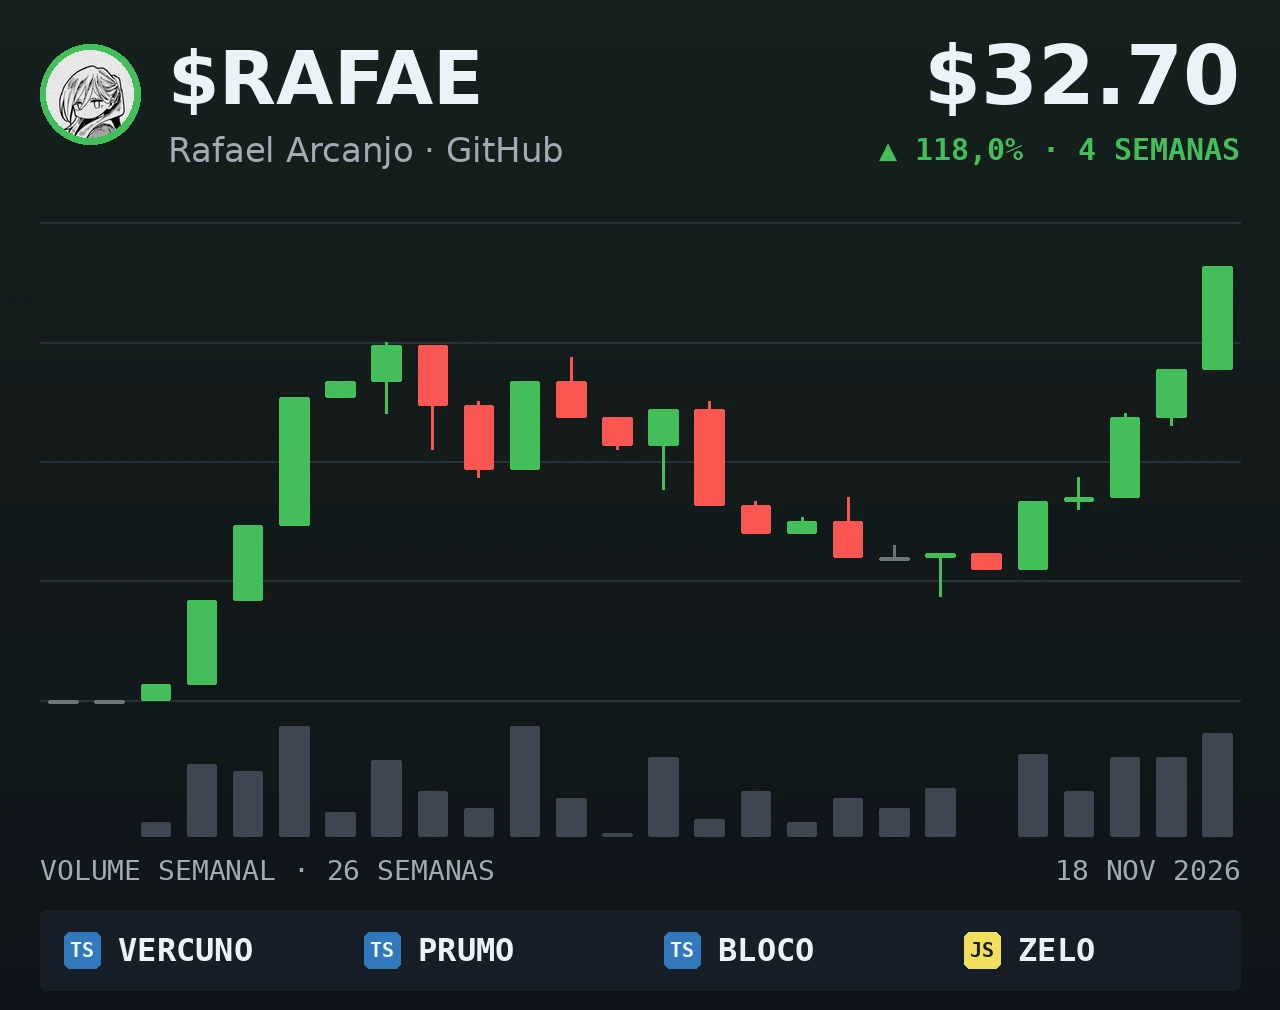 $RAFAE
$32.70
Rafael Arcanjo · GitHub
▲ 118,0% · 4 SEMANAS
VOLUME SEMANAL · 26 SEMANAS
18 NOV 2026
TS VERCUNO
TS PRUMO
TS BLOCO
JS ZELO